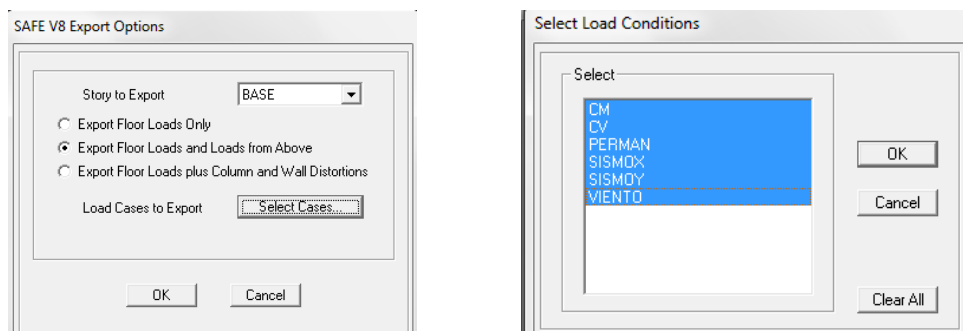 SAFE V8 Export Options
Story to Export BASE
Export Floor Loads Only
Export Floor Loads and Loads from Above
Export Floor Loads plus Column and Wall Distortions
Load Cases to Export Select Cases...
OK Cancel
Select Load Conditions
Select
CM
CV
PERMAN
SISMOX
SISMOY
VIENTO
OK
Cancel
Clear All